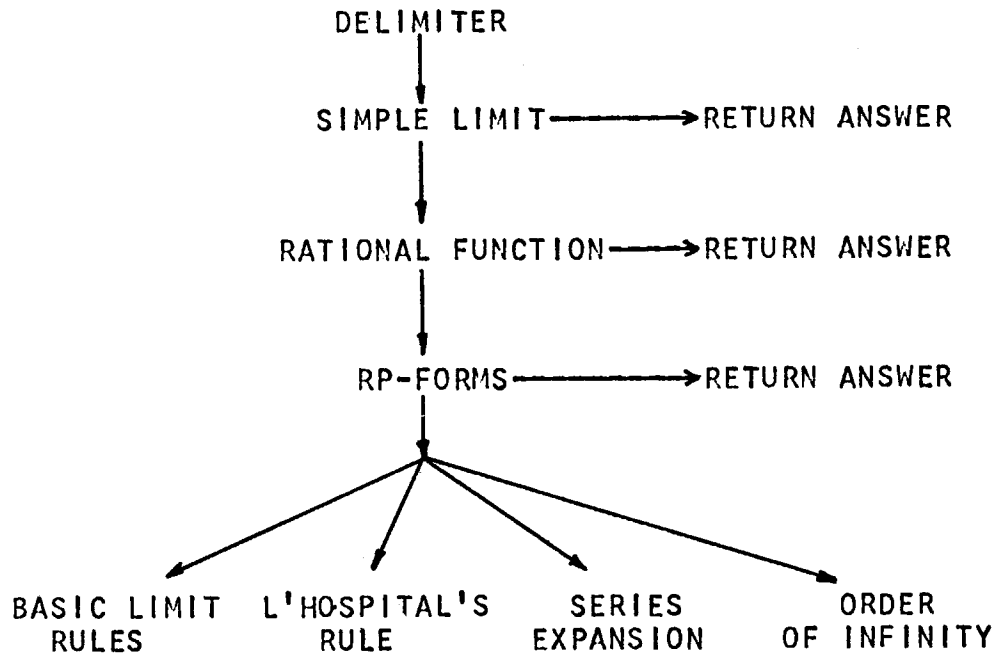 DELIMITER
SIMPLE LIMIT RETURN ANSWER
RATIONAL FUNCTION RETURN ANSWER
RP-FORMS RETURN ANSWER
BASIC LIMIT RULES
L'HOSPITAL'S RULE
SERIES EXPANSION
ORDER OF INFINITY